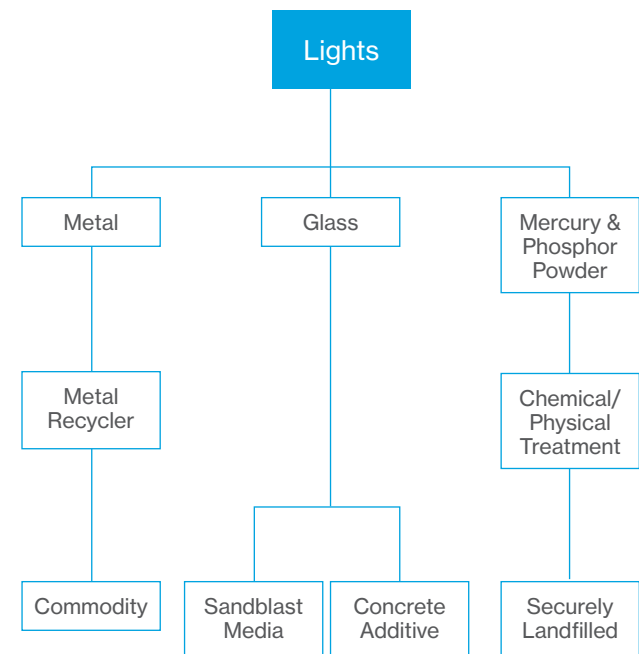 Lights
Metal
Glass
Mercury &
Phosphor
Powder
Metal
Recycler
Chemical/
Physical
Treatment
Commodity
Sandblast
Media
Concrete
Additive
Securely
Landfilled